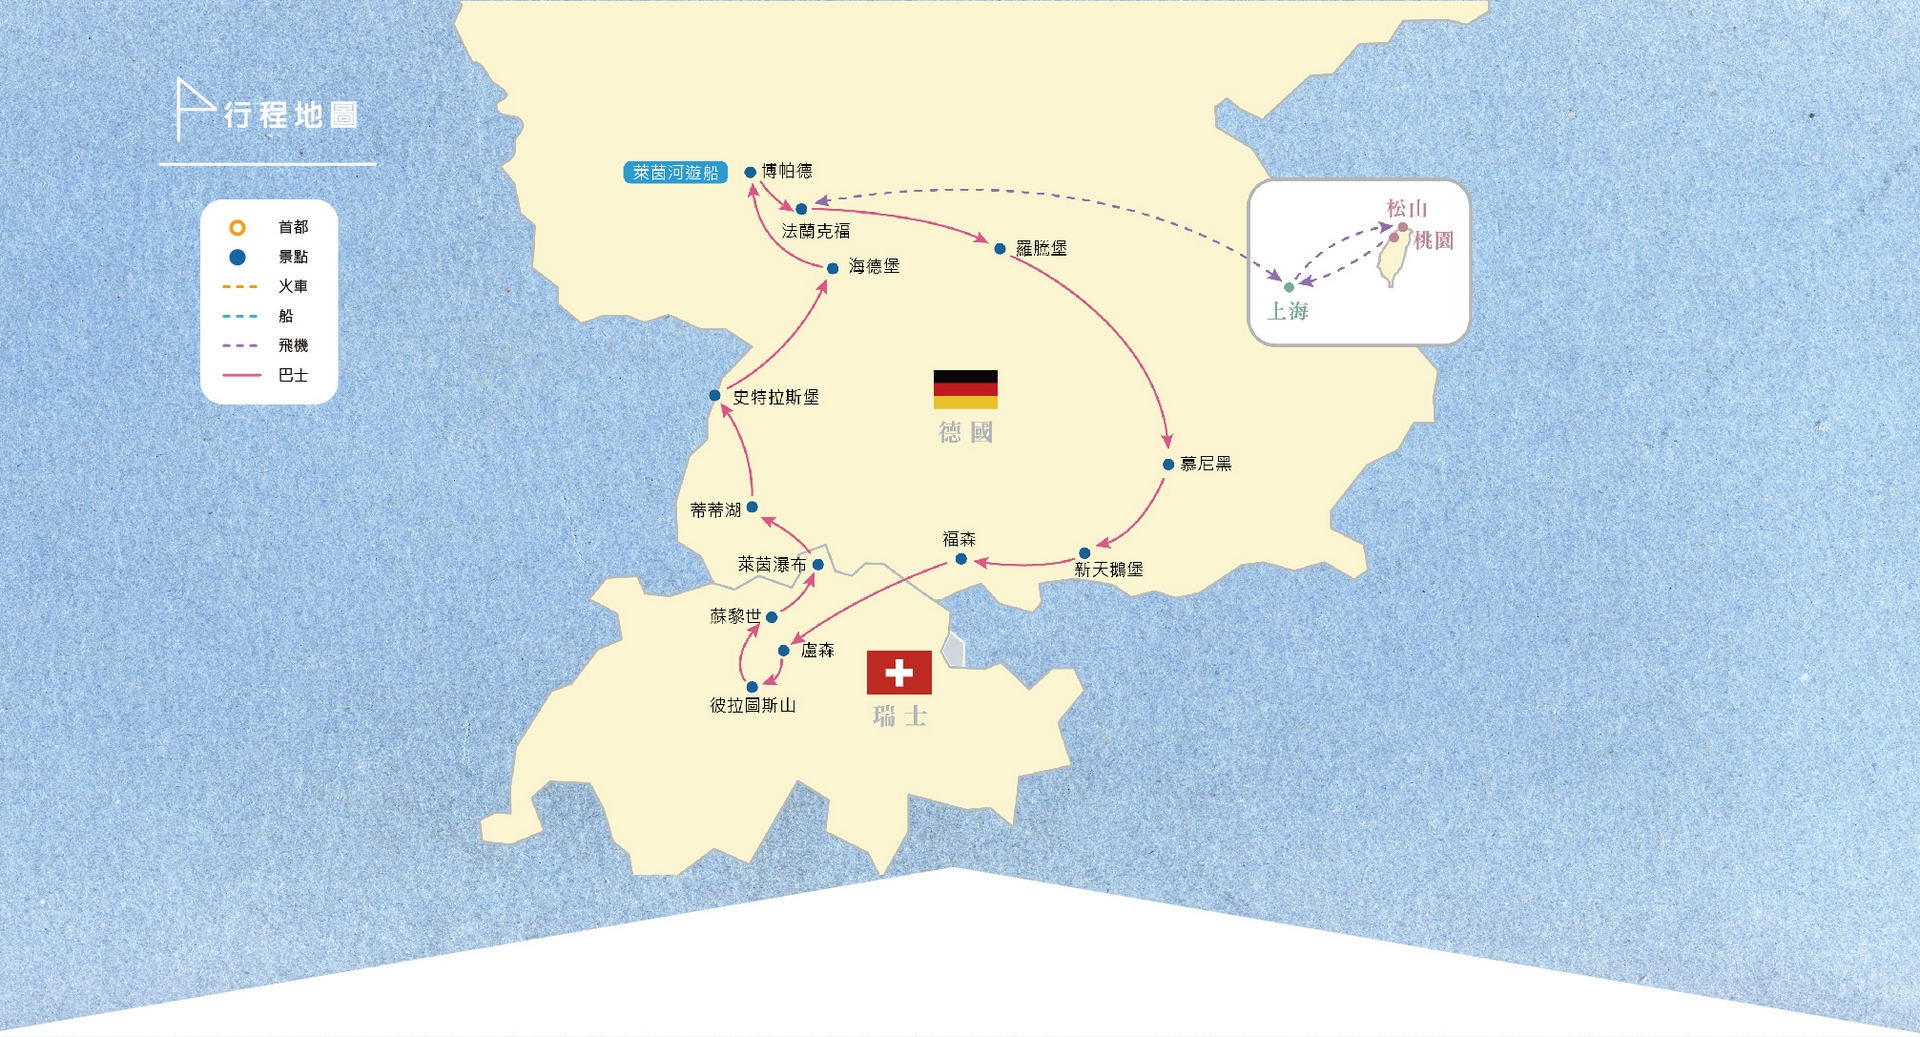 行程地圖
首都
景點
火車
船
飛機
巴士
萊茵河遊船
博帕德
法蘭克福
羅騰堡
海德堡
松山
桃園
上海
史特拉斯堡
德國
慕尼黑
蒂蒂湖
福森
萊茵瀑布
新天鵝堡
蘇黎世
盧森
彼拉圖斯山
瑞士